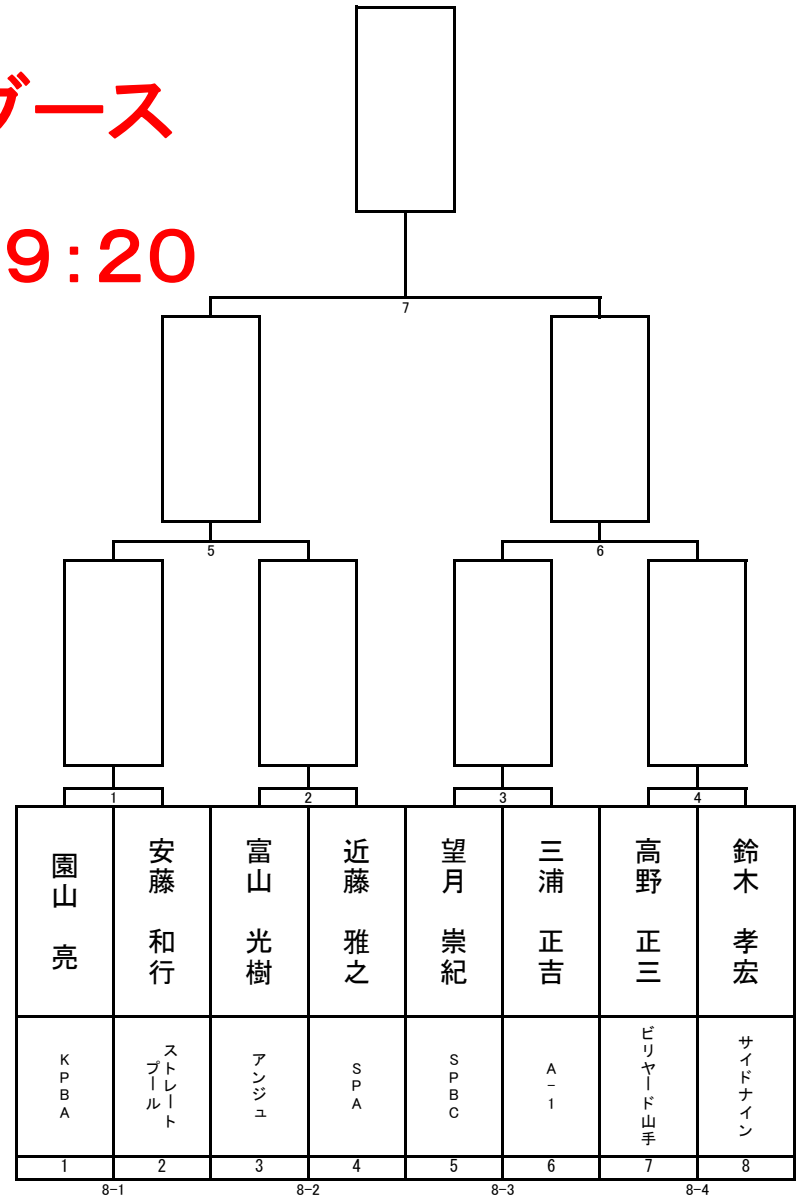 ブース
9:20
7
5
6
1
2
3
4
園山 亮
安藤 和行
富山 光樹
近藤 雅之
望月 崇紀
三浦 正吉
高野 正三
鈴木 孝宏
KPBA
ストレート
プール
アンジュ
SPA
SPBC
A-1
ビリヤード山手
サイドナイン
1
2
3
4
5
6
7
8
8-1
8-2
8-3
8-4